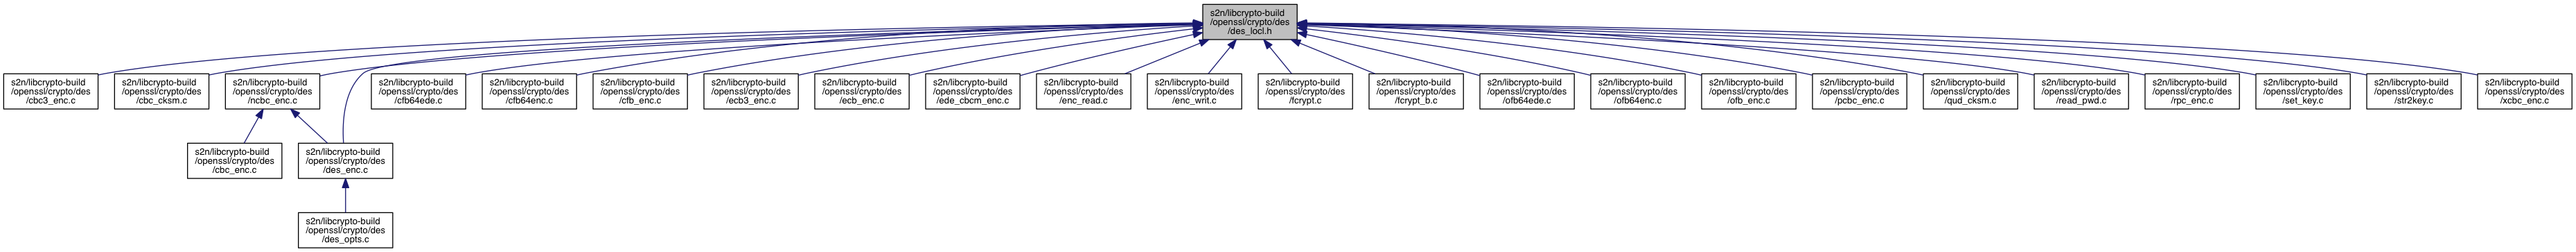 s2n/libcrypto-build
/openssl/crypto/des
/des_locl.h
s2n/libcrypto-build
/openssl/crypto/des
/cbc3_enc.c
s2n/libcrypto-build
/openssl/crypto/des
/cbc_cksm.c
s2n/libcrypto-build
/openssl/crypto/des
/ncbc_enc.c
s2n/libcrypto-build
/openssl/crypto/des
/cfb64ede.c
s2n/libcrypto-build
/openssl/crypto/des
/cfb64enc.c
s2n/libcrypto-build
/openssl/crypto/des
/cfb_enc.c
s2n/libcrypto-build
/openssl/crypto/des
/ecb3_enc.c
s2n/libcrypto-build
/openssl/crypto/des
/ecb_enc.c
s2n/libcrypto-build
/openssl/crypto/des
/ede_cbcm_enc.c
s2n/libcrypto-build
/openssl/crypto/des
/enc_read.c
s2n/libcrypto-build
/openssl/crypto/des
/enc_writ.c
s2n/libcrypto-build
/openssl/crypto/des
/fcrypt.c
s2n/libcrypto-build
/openssl/crypto/des
/fcrypt_b.c
s2n/libcrypto-build
/openssl/crypto/des
/ofb64ede.c
s2n/libcrypto-build
/openssl/crypto/des
/ofb64enc.c
s2n/libcrypto-build
/openssl/crypto/des
/ofb_enc.c
s2n/libcrypto-build
/openssl/crypto/des
/pcbc_enc.c
s2n/libcrypto-build
/openssl/crypto/des
/qud_cksm.c
s2n/libcrypto-build
/openssl/crypto/des
/read_pwd.c
s2n/libcrypto-build
/openssl/crypto/des
/rpc_enc.c
s2n/libcrypto-build
/openssl/crypto/des
/set_key.c
s2n/libcrypto-build
/openssl/crypto/des
/str2key.c
s2n/libcrypto-build
/openssl/crypto/des
/xcbc_enc.c
s2n/libcrypto-build
/openssl/crypto/des
/cbc_enc.c
s2n/libcrypto-build
/openssl/crypto/des
/des_enc.c
s2n/libcrypto-build
/openssl/crypto/des
/des_opts.c